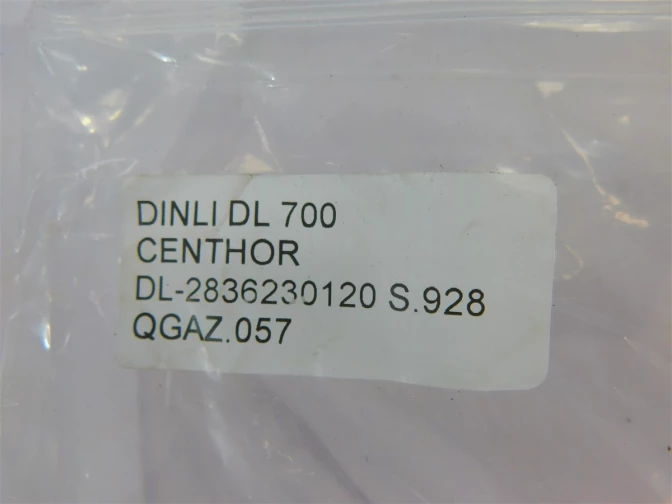 DINLI DL 700
CENTHOR
DL-2836230120 S.928
QGAZ.057